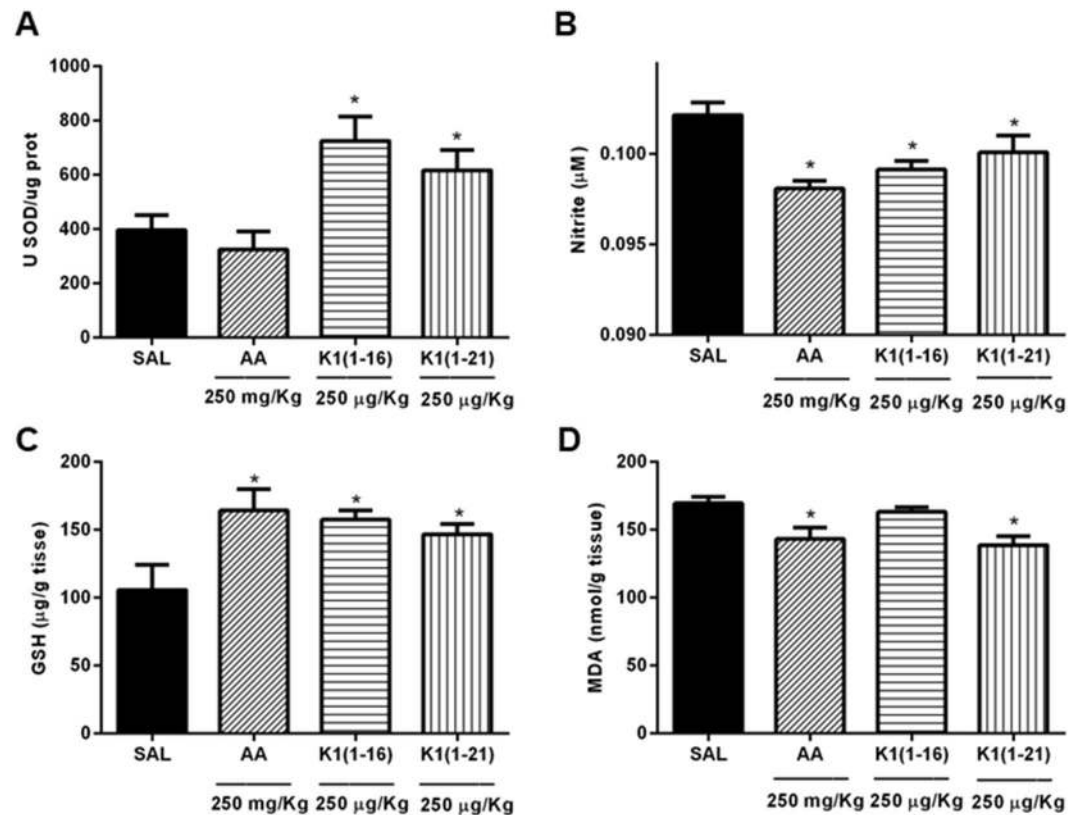 A
U SOD/ug prot
1000
800
600
400
200
0
*
*
SAL
AA
K1(1-16)
K1(1-21)
250 mg/Kg
250 μg/Kg
250 μg/Kg
B
Nitrite (μM)
0.100
0.095
0.090
*
*
*
SAL
AA
K1(1-16)
K1(1-21)
250 mg/Kg
250 μg/Kg
250 μg/Kg
C
GSH (μg/g tisse)
200
150
100
50
0
*
*
*
SAL
AA
K1(1-16)
K1(1-21)
250 mg/Kg
250 μg/Kg
250 μg/Kg
D
MDA (nmol/g tissue)
200
150
100
50
0
*
*
SAL
AA
K1(1-16)
K1(1-21)
250 mg/Kg
250 μg/Kg
250 μg/Kg